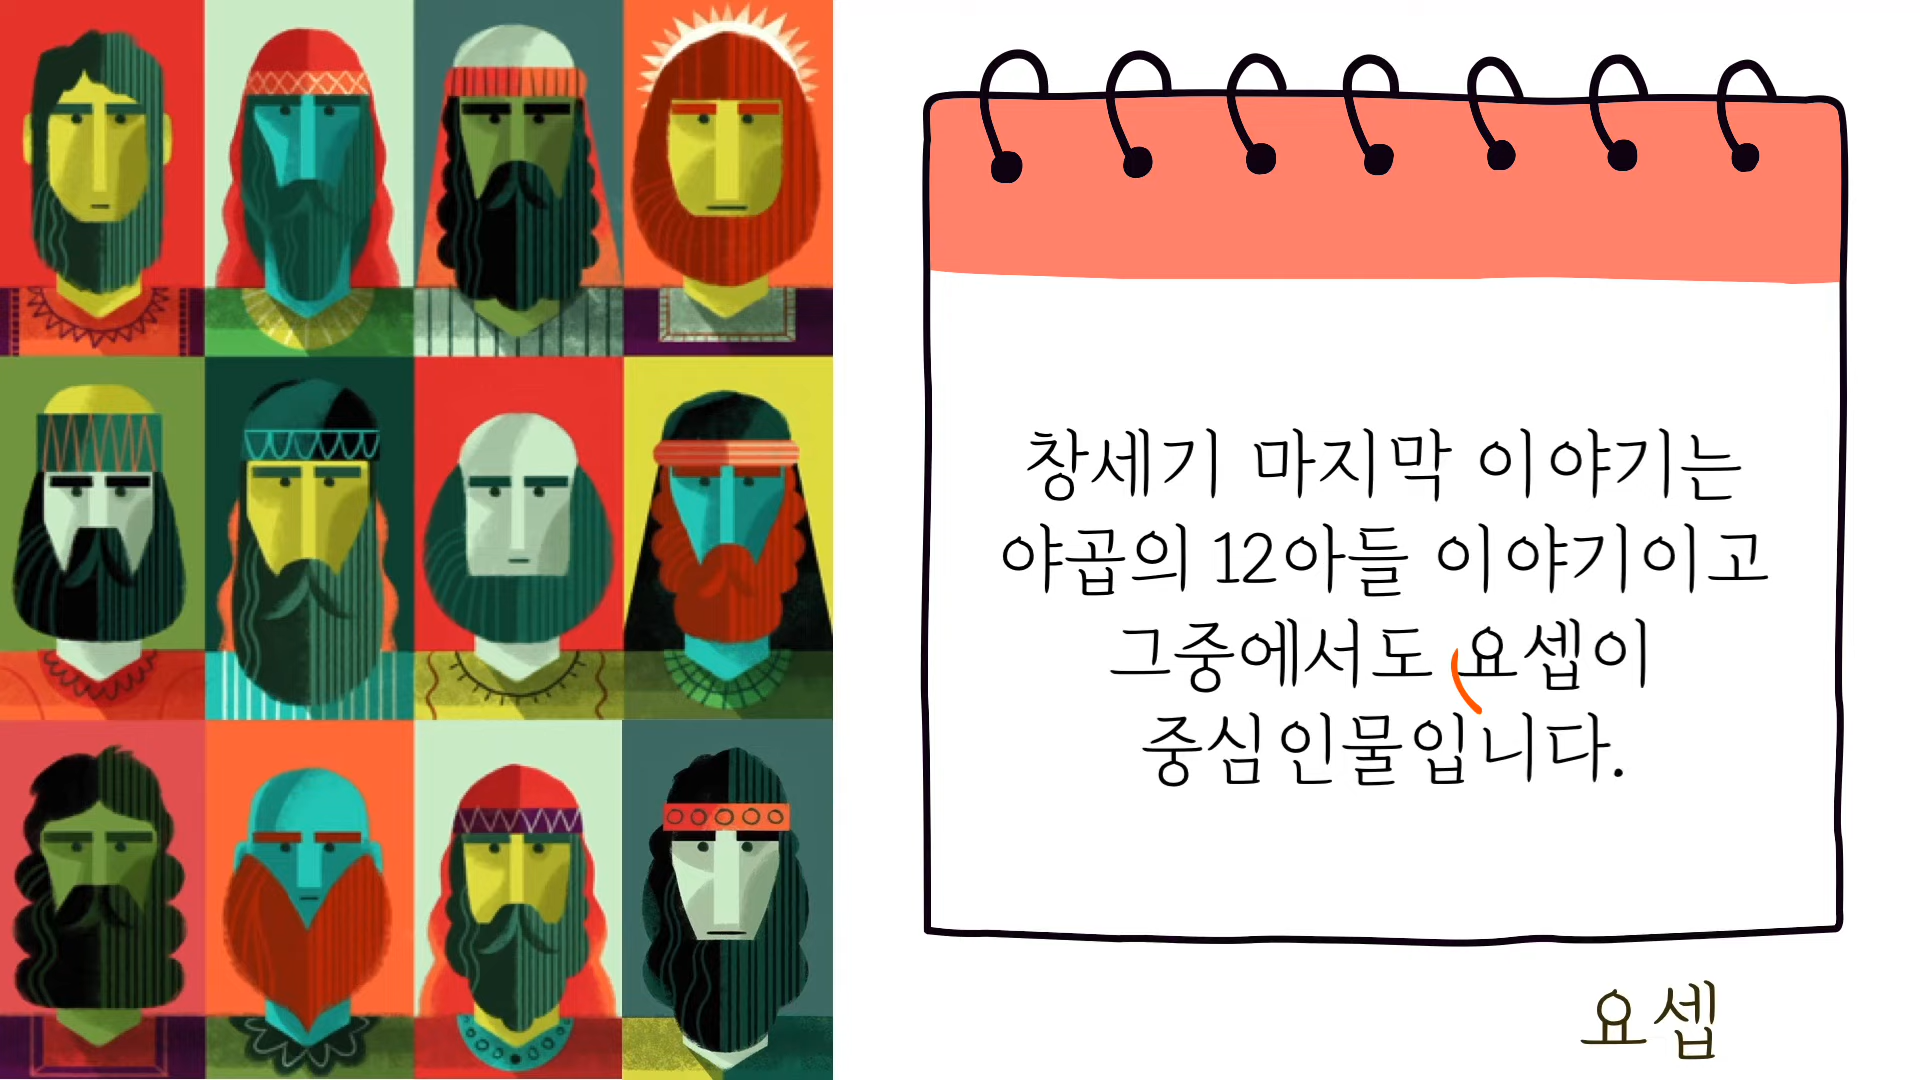 창세기 마지막 이야기는
야곱의 12아들 이야기이고
그중에서도 요셉이
중심인물입니다.
요셉